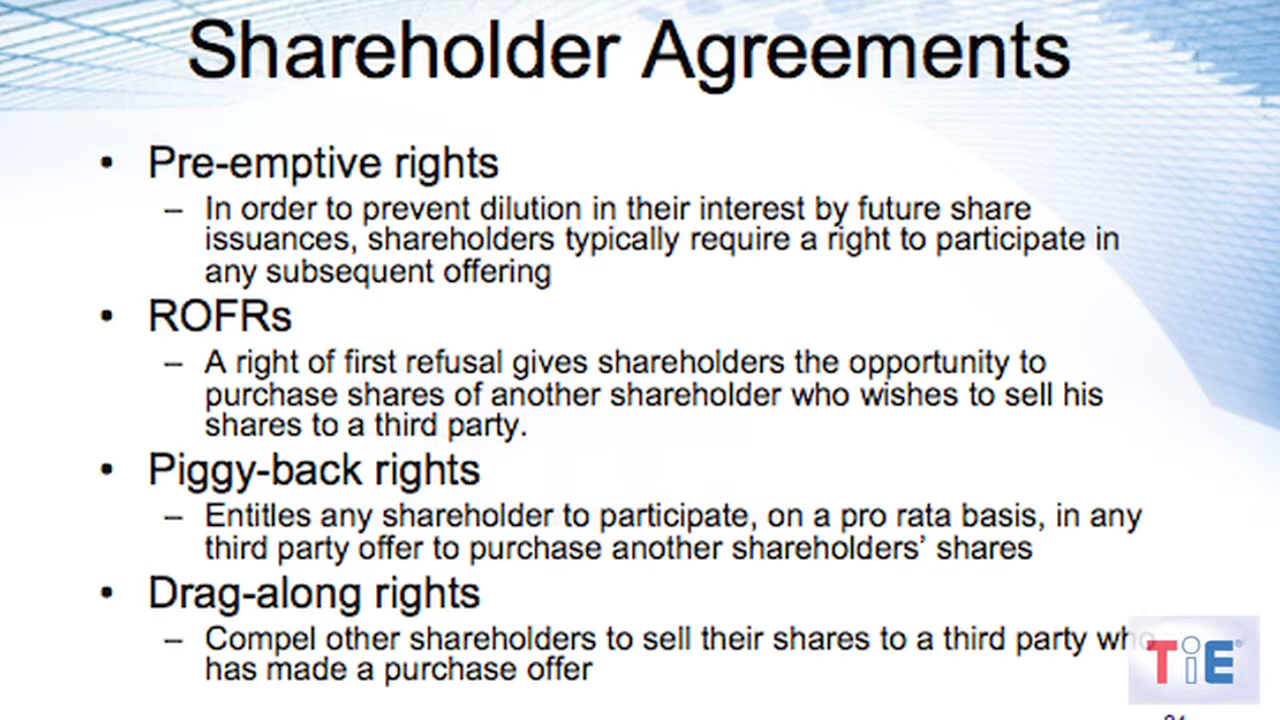 Shareholder Agreements
• Pre-emptive rights
– In order to prevent dilution in their interest by future share
issuances, shareholders typically require a right to participate in
any subsequent offering
• ROFRs
– A right of first refusal gives shareholders the opportunity to
purchase shares of another shareholder who wishes to sell his
shares to a third party.
• Piggy-back rights
– Entitles any shareholder to participate, on a pro rata basis, in any
third party offer to purchase another shareholders’ shares
• Drag-along rights
– Compel other shareholders to sell their shares to a third party who
has made a purchase offer
TiE®